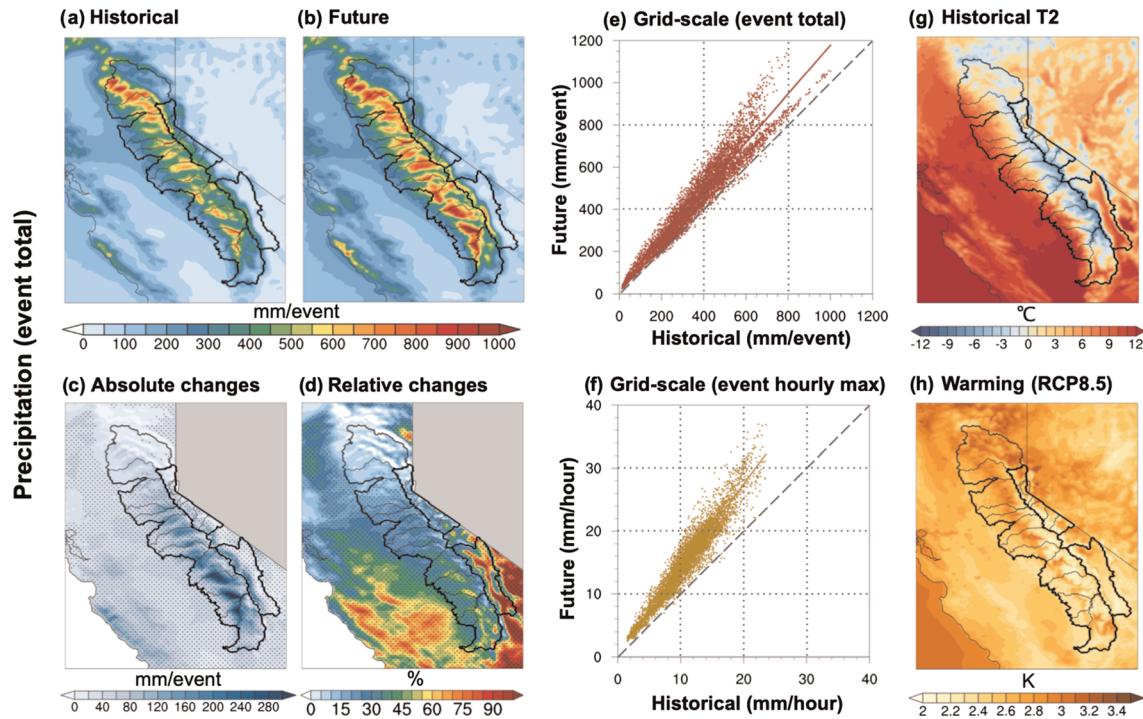 (a) Historical
(b) Future
(e) Grid-scale (event total)
(g) Historical T2
Precipitation (event total)
1200
1000
800
600
400
200
0
Future (mm/event)
0 200 400 600 800 1000 1200
Historical (mm/event)
mm/event
0 100 200 300 400 500 600 700 800 900 1000
℃
-12 -9 -6 -3 0 3 6 9 12
(c) Absolute changes
(d) Relative changes
(f) Grid-scale (event hourly max)
(h) Warming (RCP8.5)
40
30
20
10
0
Future (mm/hour)
0 10 20 30 40
Historical (mm/hour)
mm/event
0 40 80 120 160 200 240 280
%
0 15 30 45 60 75 90
K
2 2.2 2.4 2.6 2.8 3 3.2 3.4